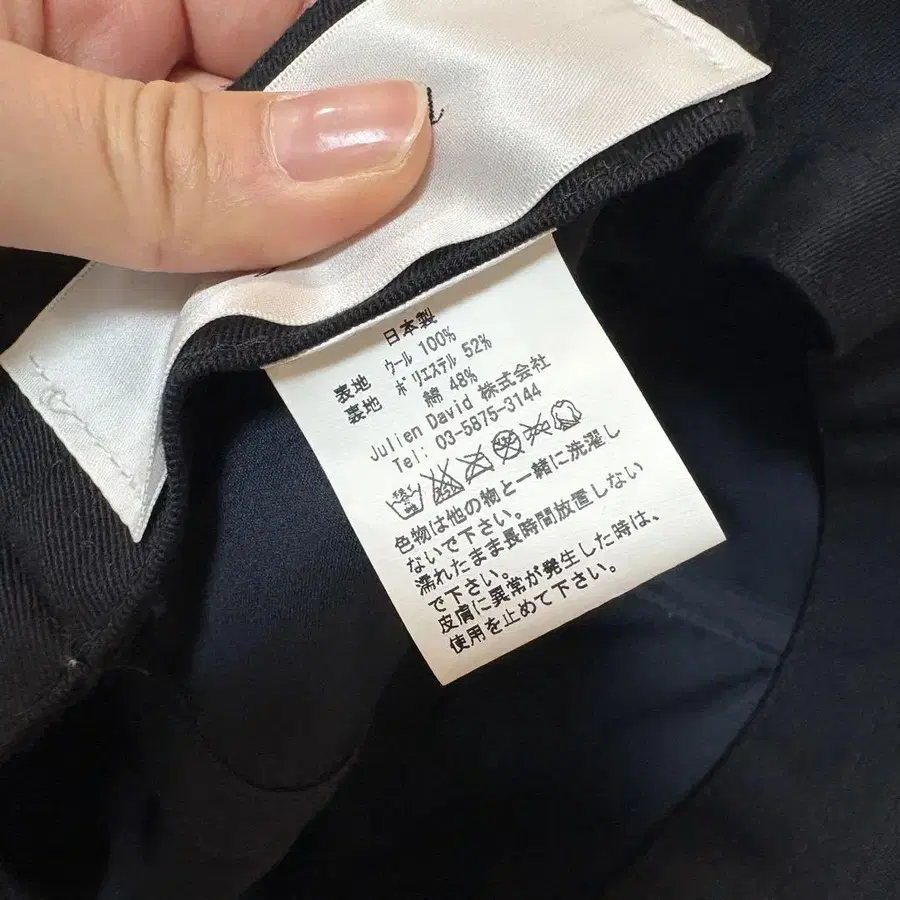 日本製
表地 ウール 100%
裏地 ポリエステル 52%
綿 48%
Julien David 株式会社
Tel: 03-5875-3144
色物は他の物と一緒に洗濯し
ないで下さい。
濡れたまま長時間放置しない
で下さい。
皮膚に異常が発生した時は、
使用を止めて下さい。